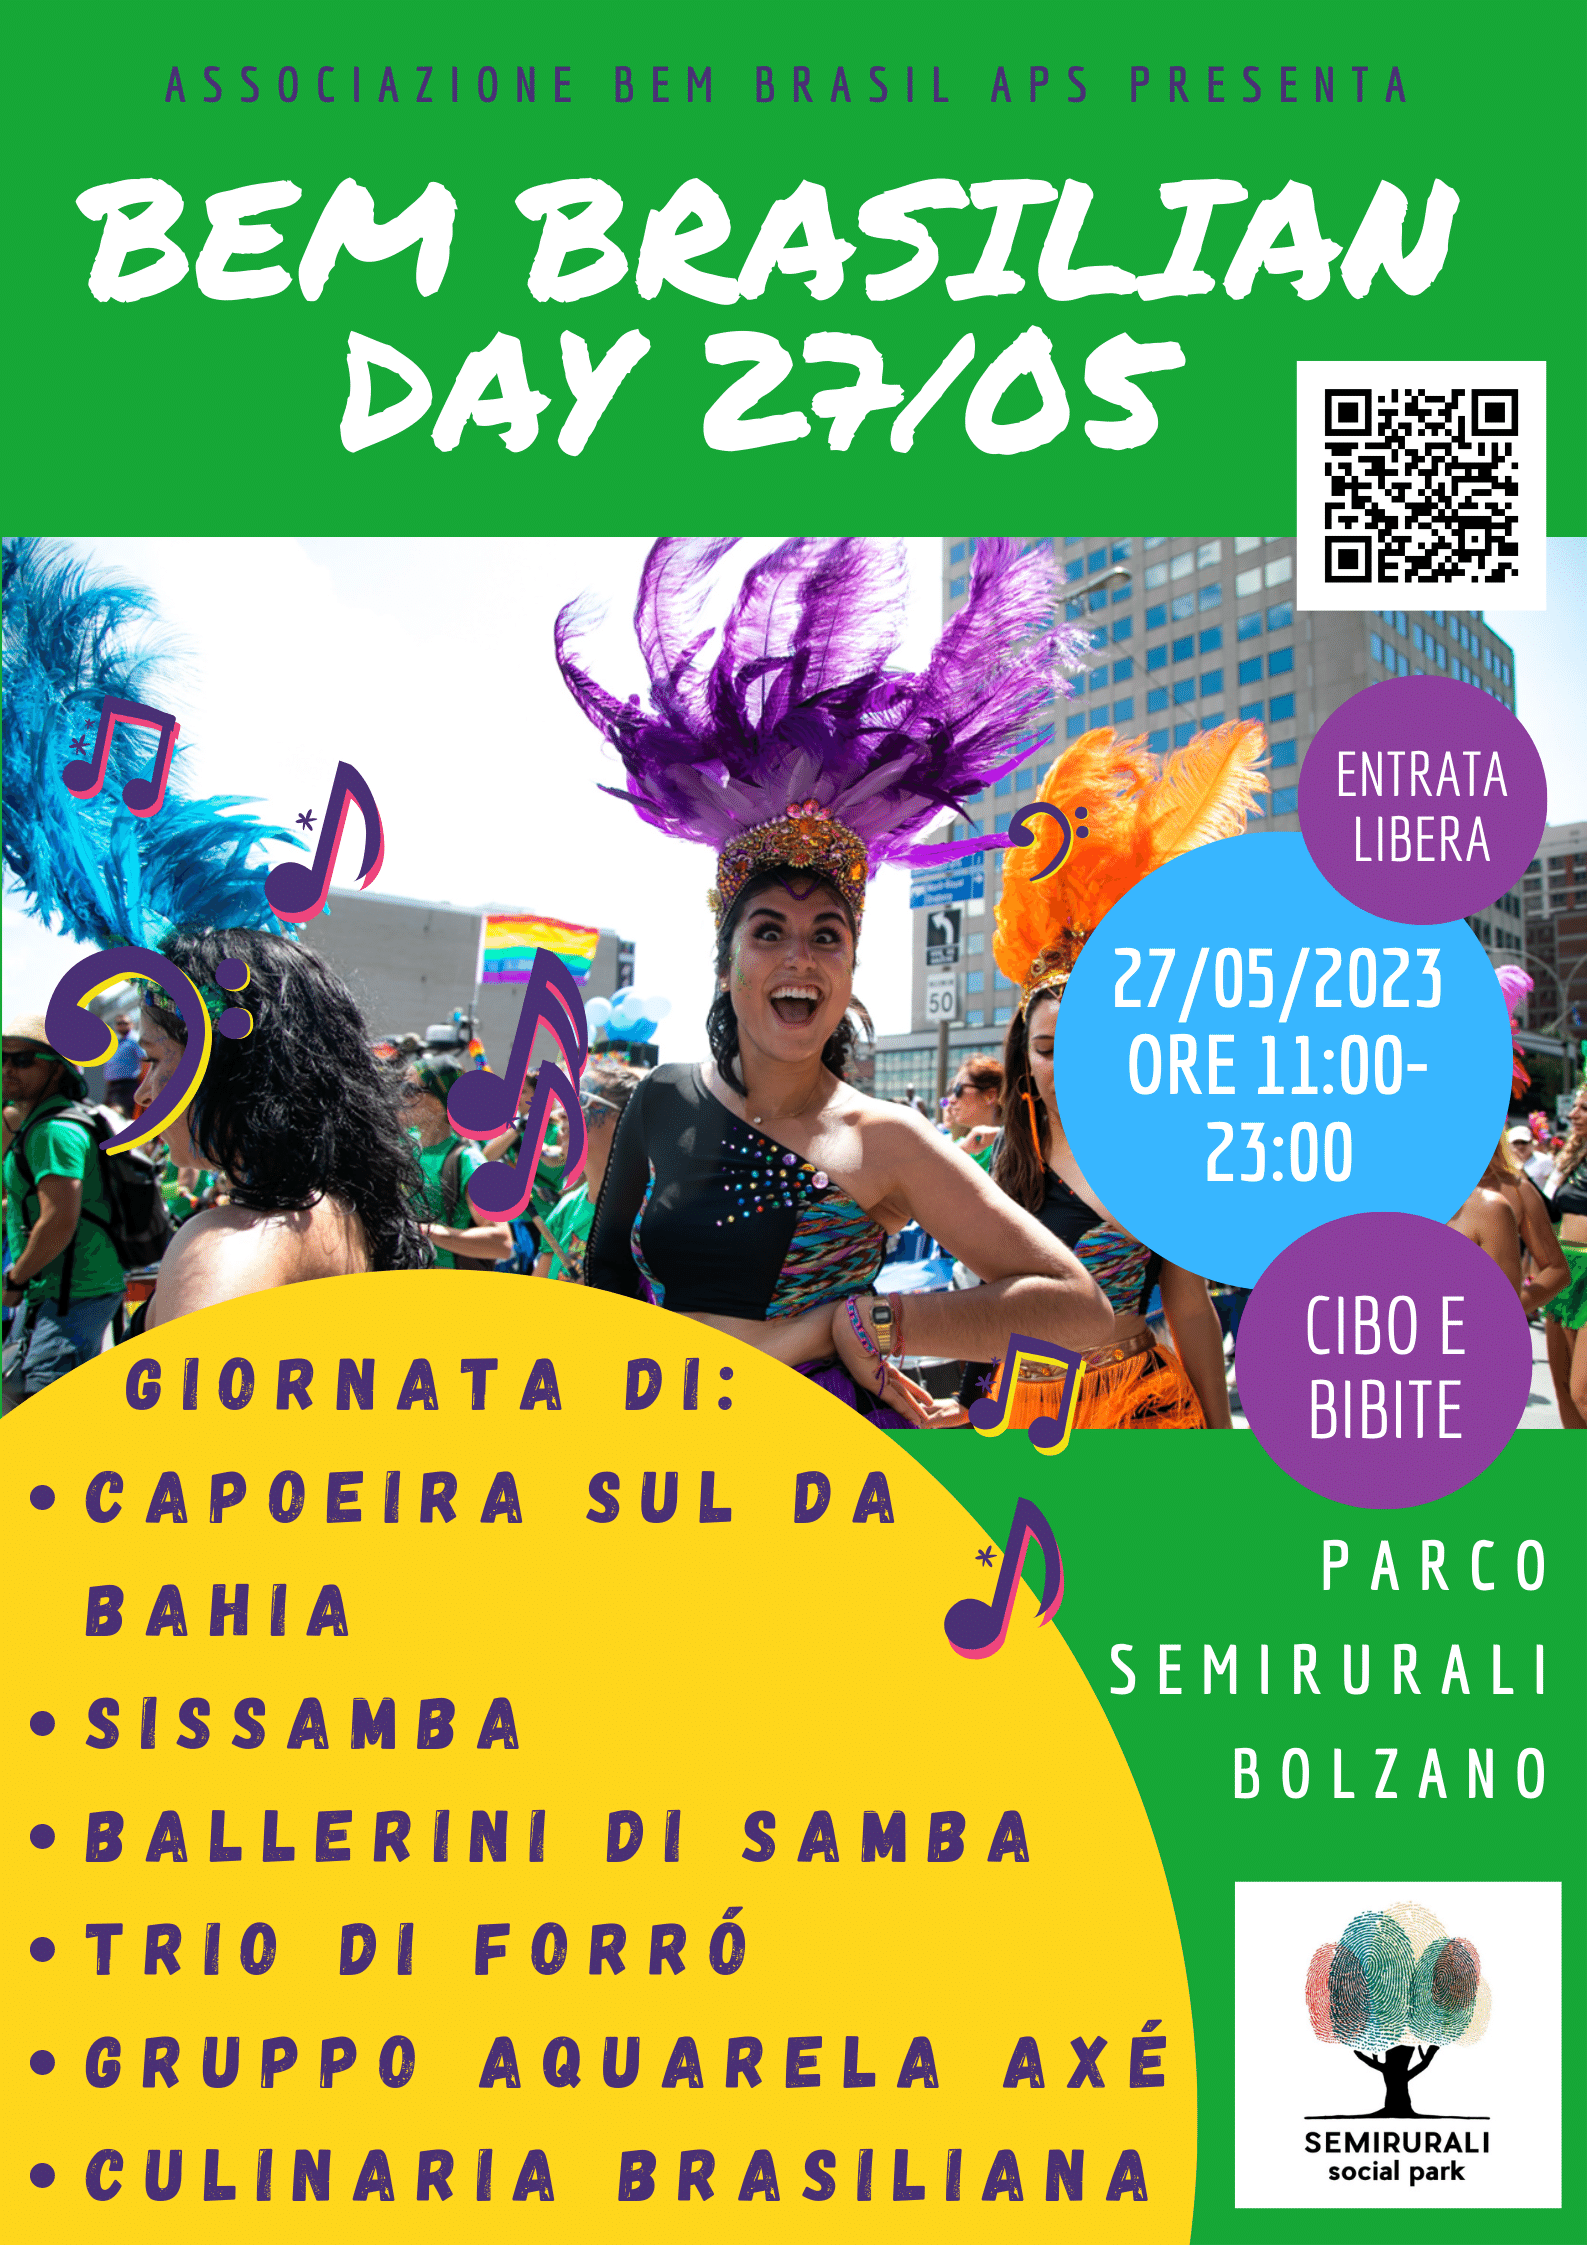 ASSOCIAZIONE BEM BRASIL APS PRESENTA
BEM BRASILIAN
DAY 27/05
ENTRATA
LIBERA
50
27/05/2023
ORE 11:00-
23:00
CIBO E
BIBITE
GIORNATA DI:
• CAPOEIRA SUL DA
BAHIA
• SISSAMBA
• BALLERINI DI SAMBA
• TRIO DI FORRÓ
• GRUPPO AQUARELA AXÉ
• CULINARIA BRASILIANA
PARCO
SEMIRURALI
BOLZANO
SEMIRURALI
social park